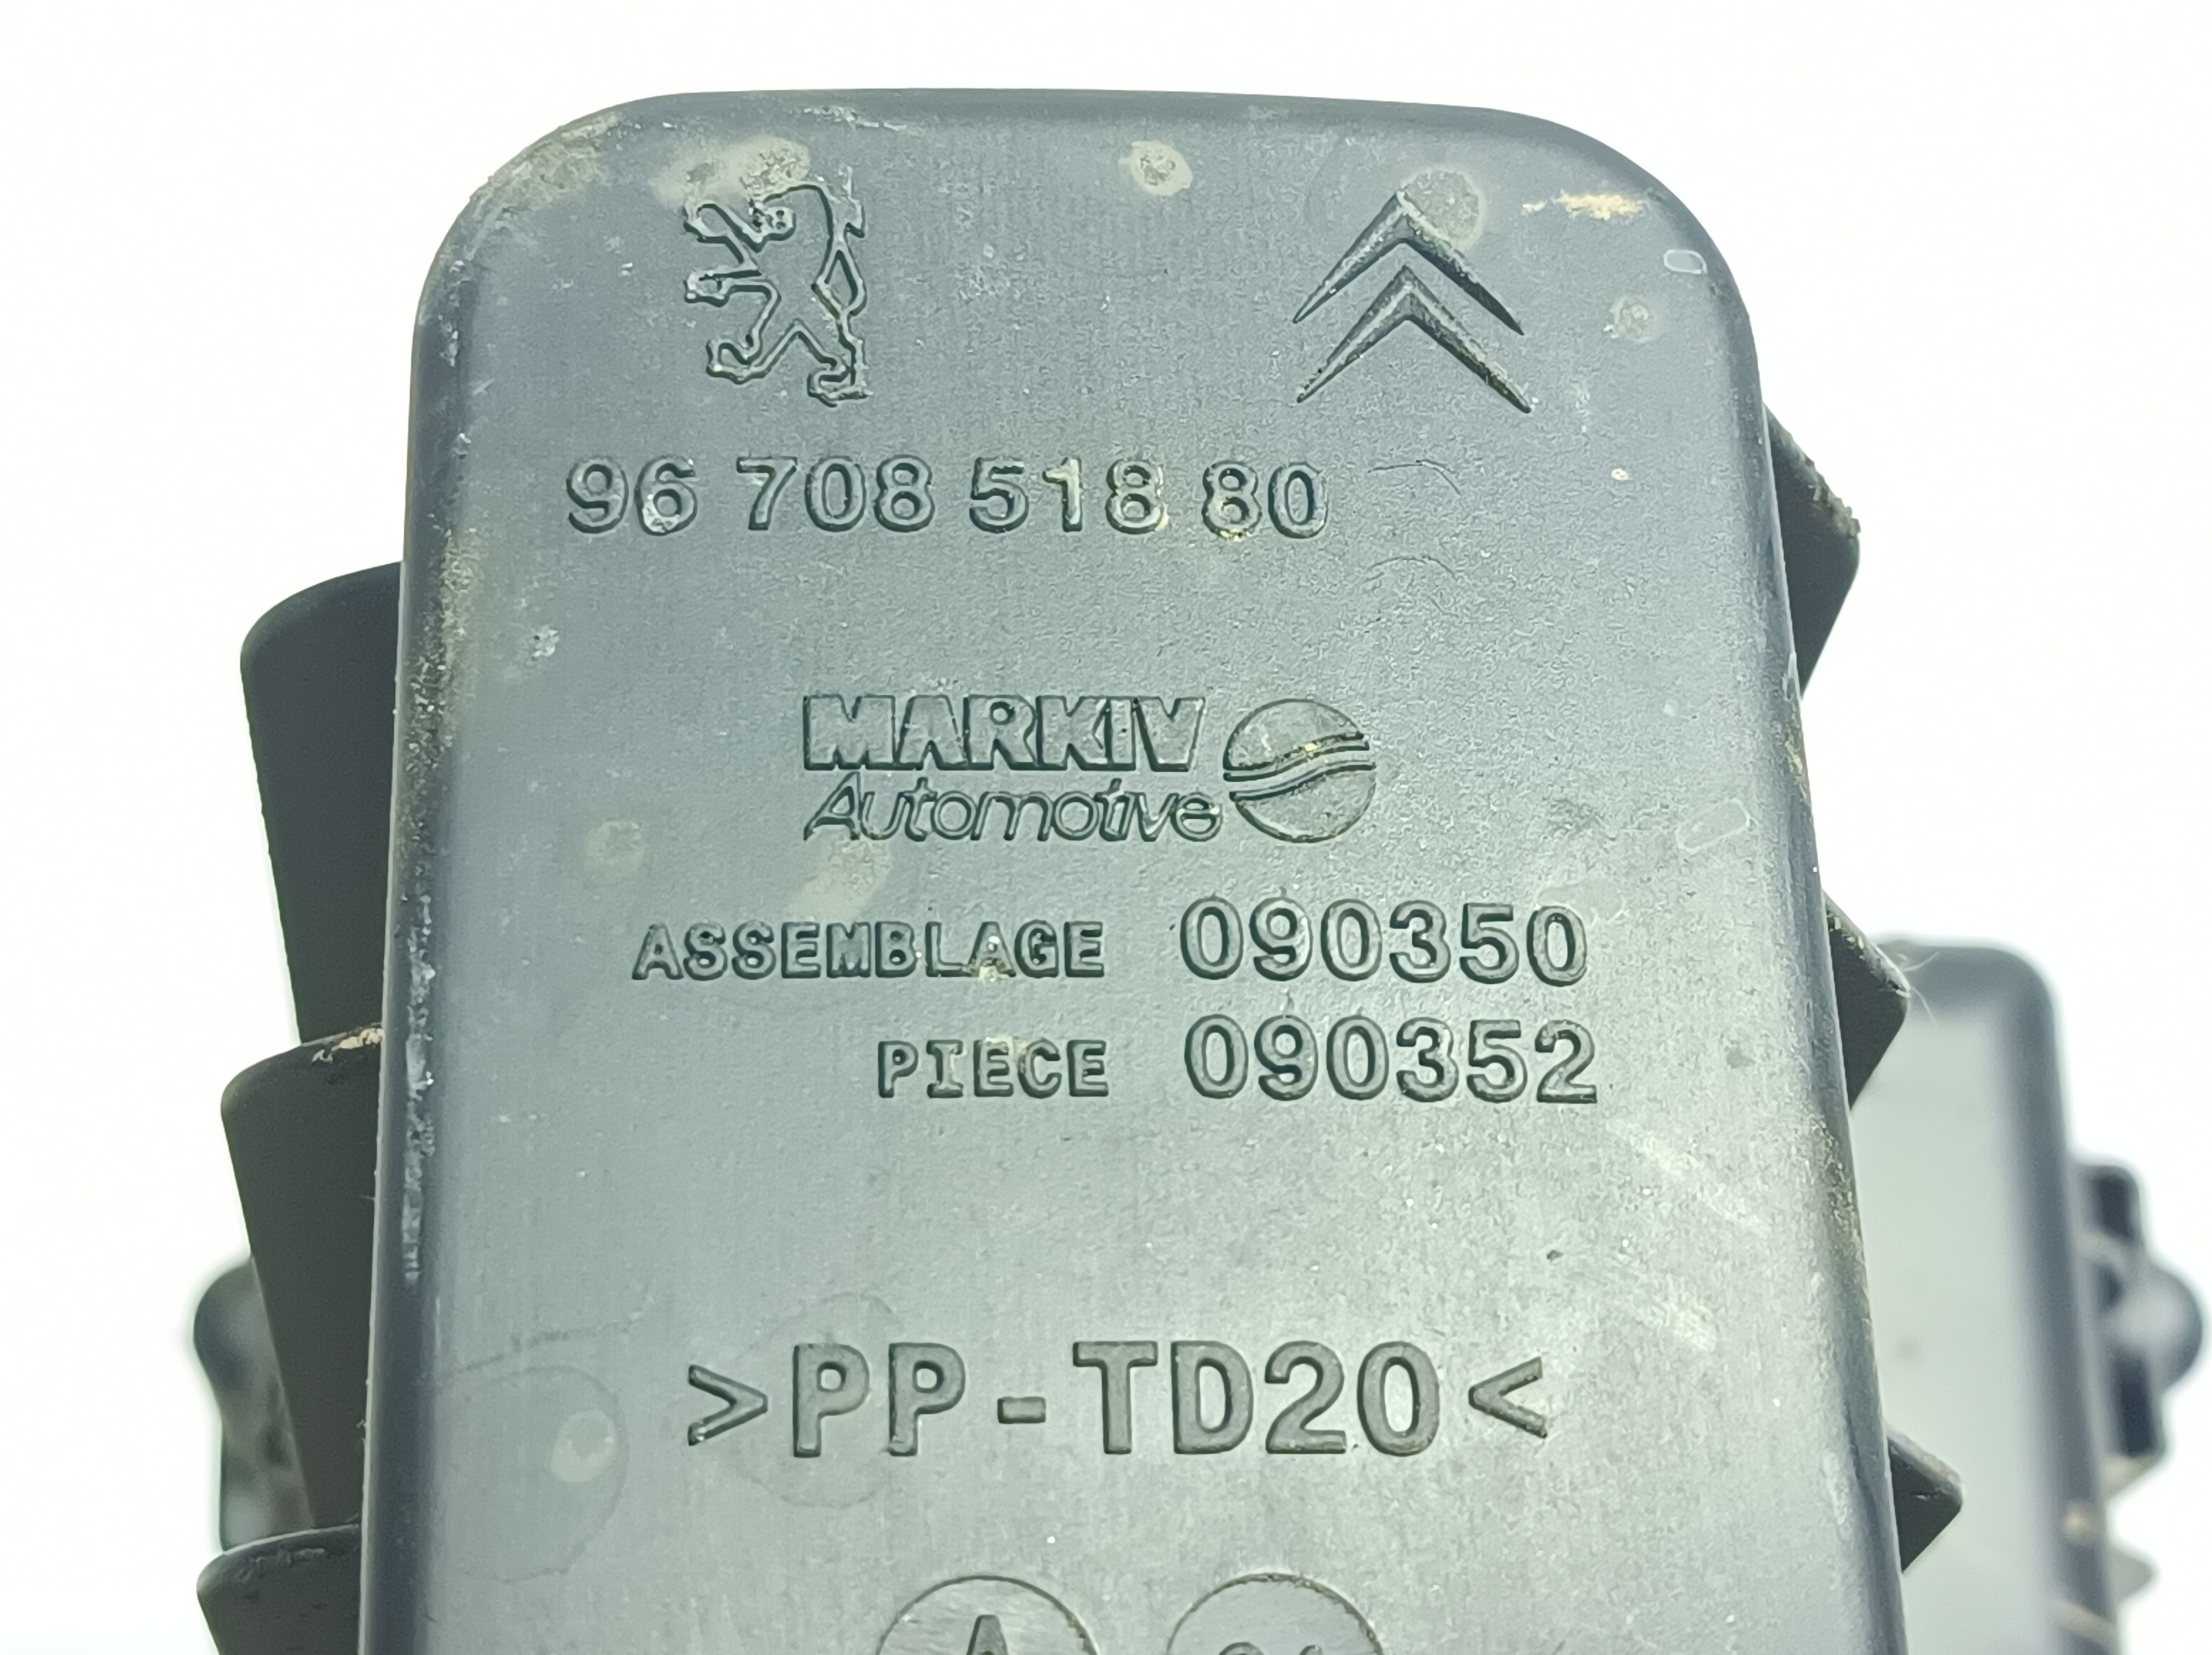 96 708 518 80
MARKIV
Automotive
ASSEMBLAGE 090350
PIECE 090352
>PP-TD20<
A